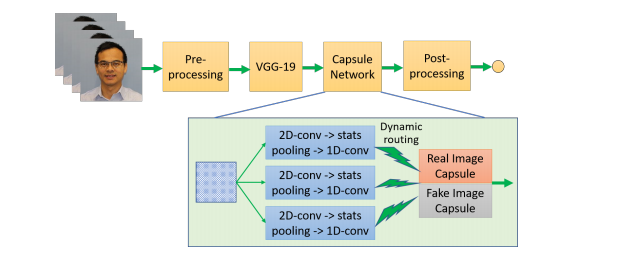 Pre-
processing
VGG-19
Capsule
Network
Post-
processing
2D-conv -> stats
pooling -> 1D-conv
2D-conv -> stats
pooling -> 1D-conv
2D-conv -> stats
pooling -> 1D-conv
Dynamic
routing
Real Image
Capsule
Fake Image
Capsule